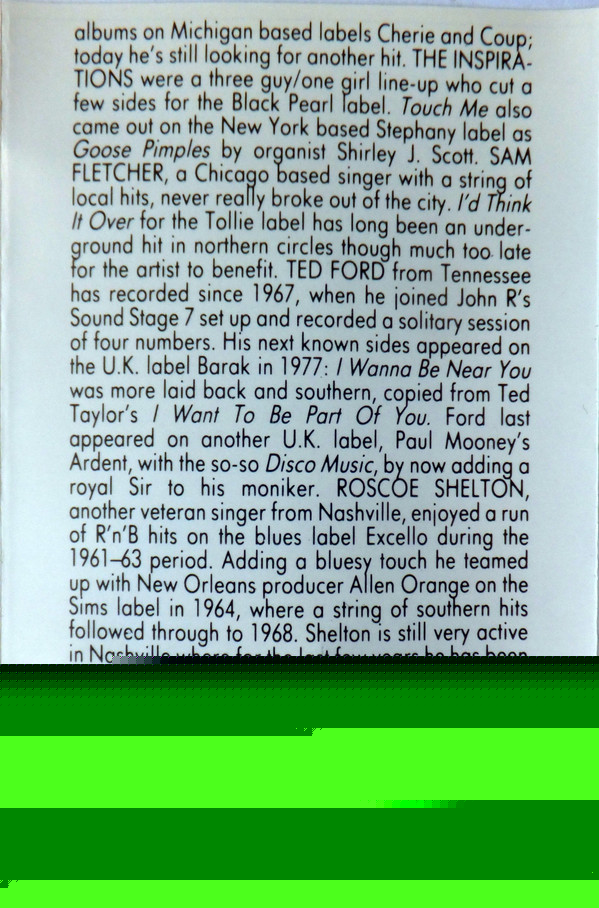 albums on Michigan based labels Cherie and Coup;
today he's still looking for another hit. THE INSPIRA-
TIONS were a three guy/one girl line-up who cut a
few sides for the Black Pearl label. Touch Me also
came out on the New York based Stephany label as
Goose Pimples by organist Shirley J. Scott. SAM
FLETCHER, a Chicago based singer with a string of
local hits, never really broke out of the city. I'd Think
It Over for the Tollie label has long been an under-
ground hit in northern circles though much too late
for the artist to benefit. TED FORD from Tennessee
has recorded since 1967, when he joined John R's
Sound Stage 7 set up and recorded a solitary session
of four numbers. His next known sides appeared on
the U.K. label Barak in 1977: I Wanna Be Near You
was more laid back and southern, copied from Ted
Taylor's I Want To Be Part Of You. Ford last
appeared on another U.K. label, Paul Mooney's
Ardent, with the so-so Disco Music, by now adding a
royal Sir to his moniker. ROSCOE SHELTON,
another veteran singer from Nashville, enjoyed a run
of R'n'B hits on the blues label Excello during the
1961–63 period. Adding a bluesy touch he teamed
up with New Orleans producer Allen Orange on the
Sims label in 1964, where a string of southern hits
followed through to 1968. Shelton is still very active
in Nashville where for the last few years he has been